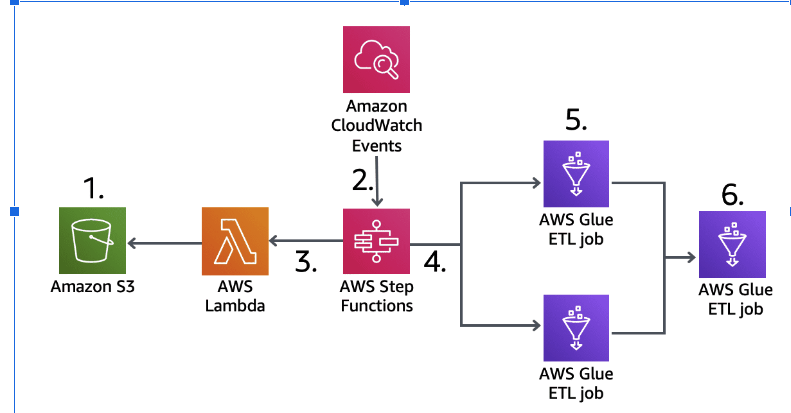 Amazon
CloudWatch
Events
1.
2.
5.
6.
3.
4.
Amazon S3
AWS
Lambda
AWS Step
Functions
AWS Glue
ETL job
AWS Glue
ETL job
AWS Glue
ETL job